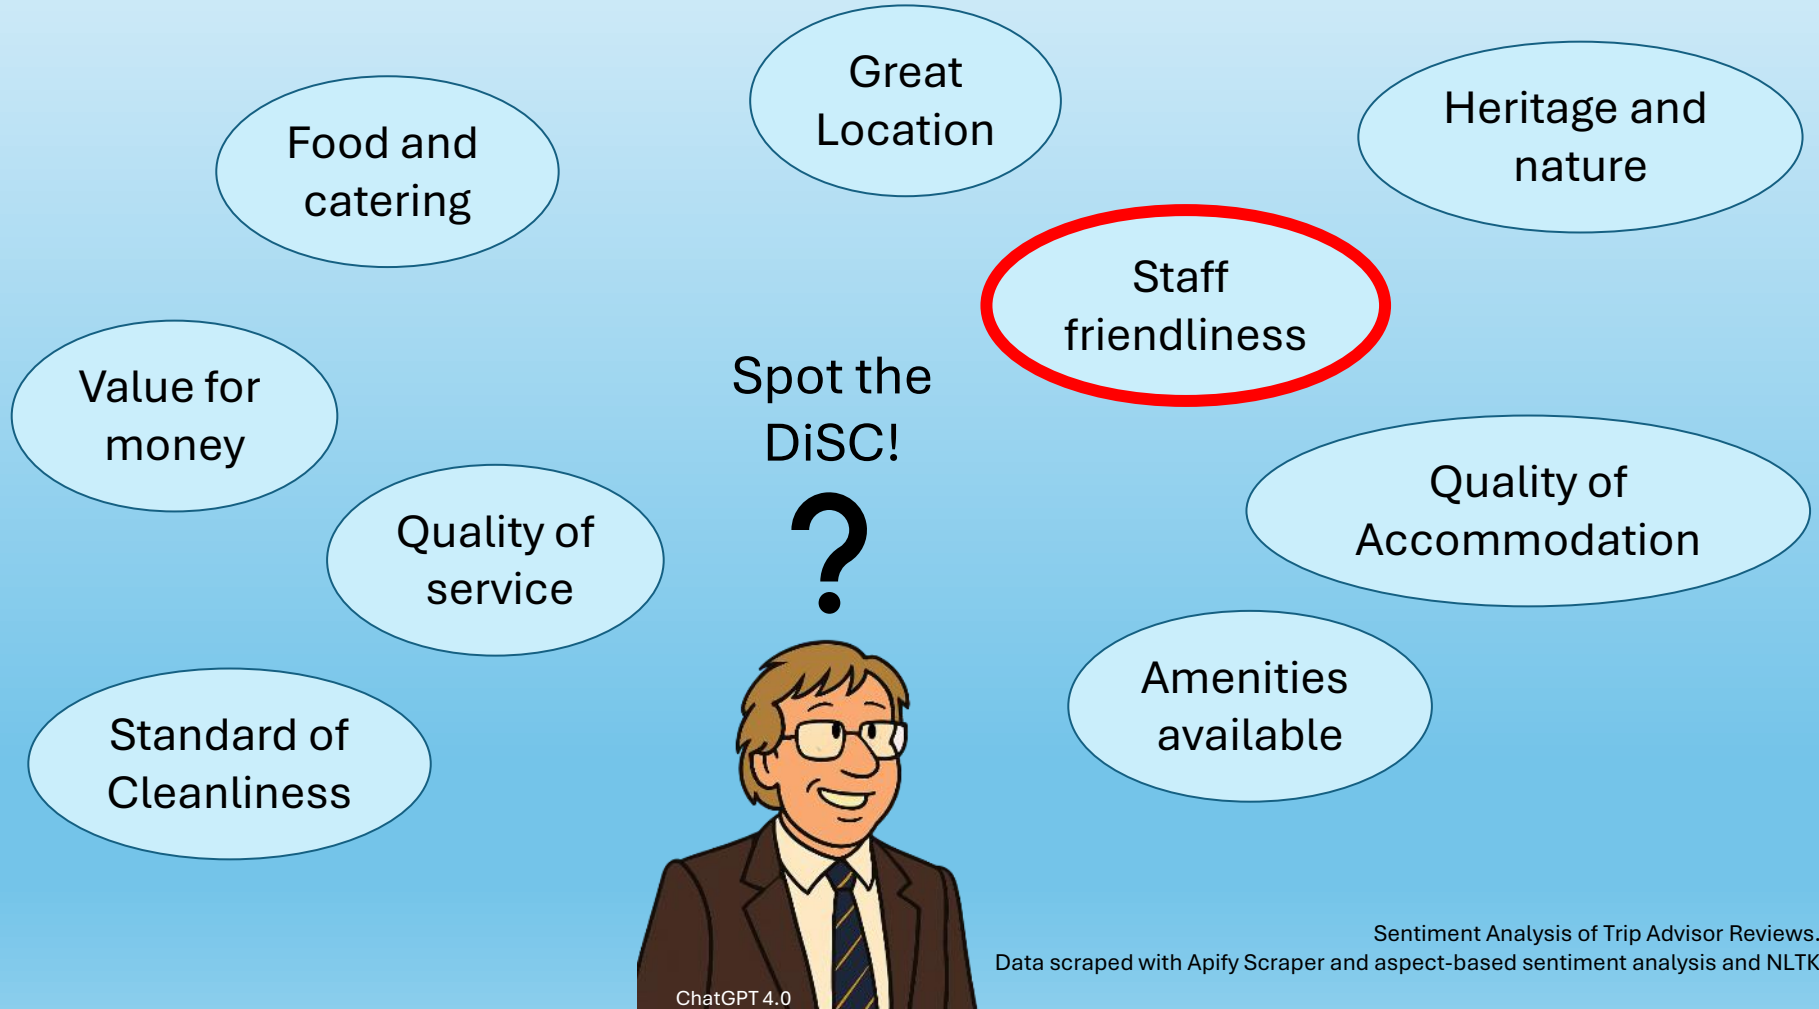 Great
Location
Heritage and
nature
Food and
catering
Staff
friendliness
Value for
money
Spot the
DiSC!
?
Quality of
Accommodation
Quality of
service
Amenities
available
Standard of
Cleanliness
Sentiment Analysis of Trip Advisor Reviews.
Data scraped with Apify Scraper and aspect-based sentiment analysis and NLTK
ChatGPT 4.0